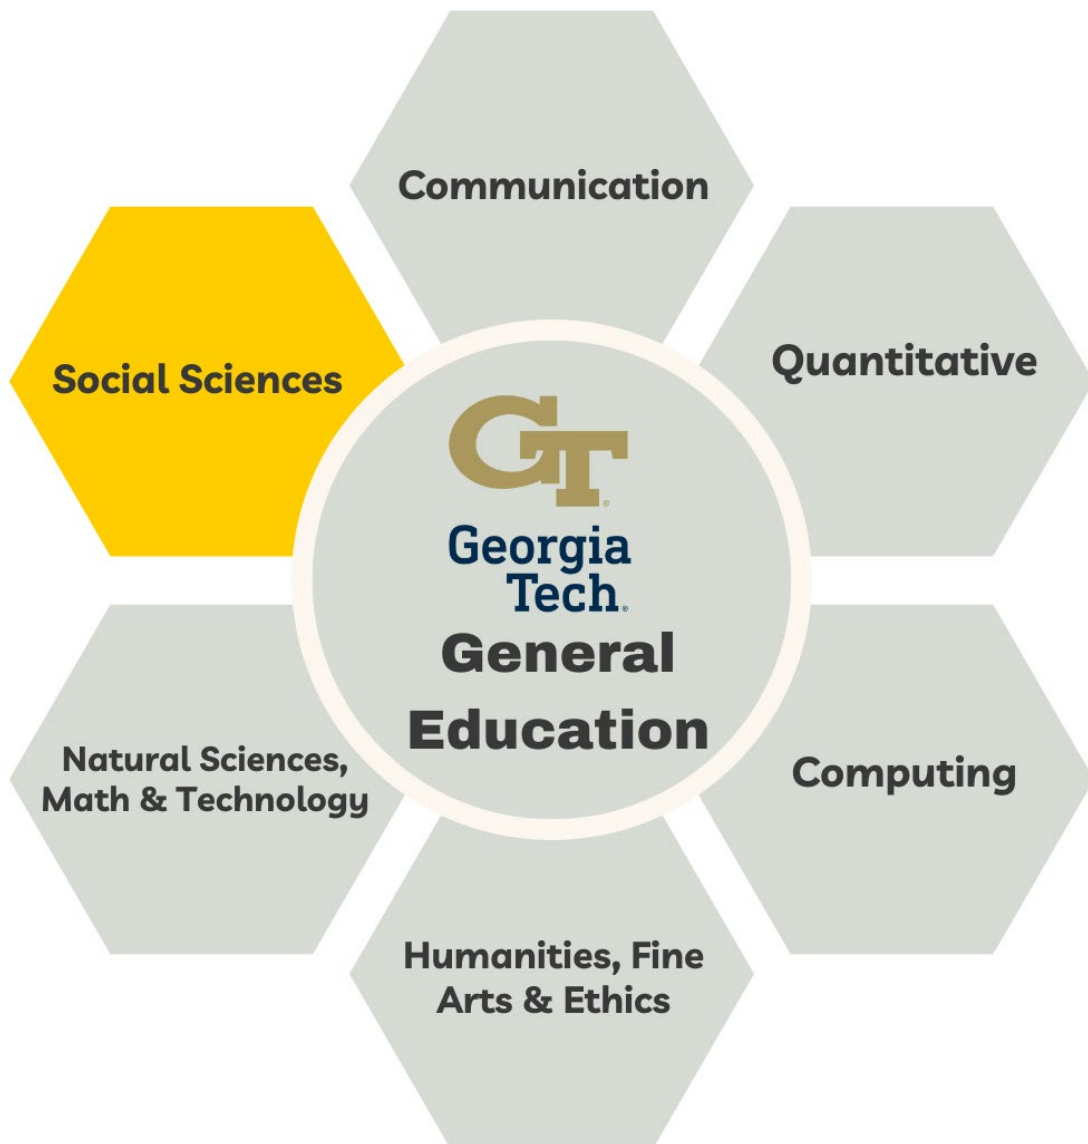 Communication
Social Sciences
Quantitative
GT
Georgia
Tech
General
Education
Natural Sciences,
Math & Technology
Computing
Humanities, Fine
Arts & Ethics